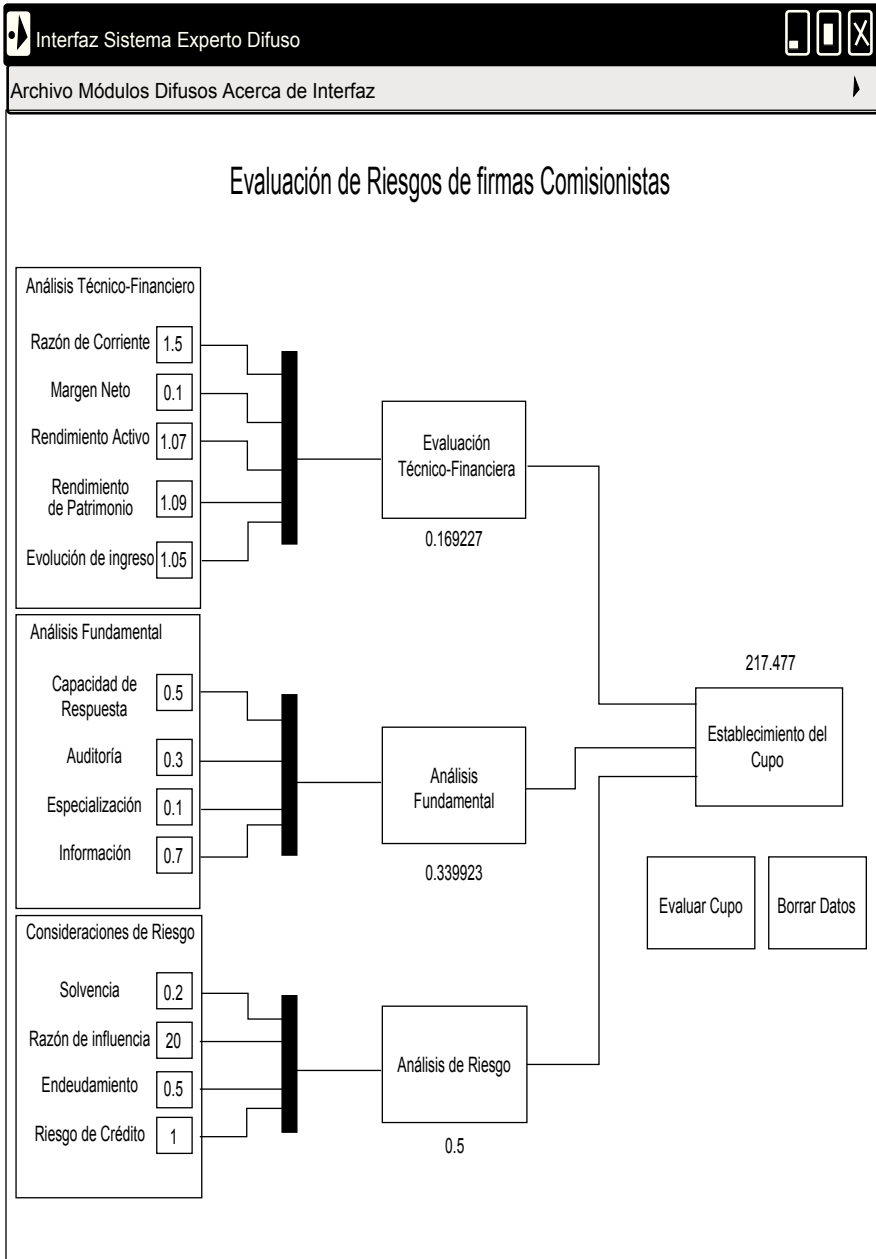 Interfaz Sistema Experto Difuso
Archivo Módulos Difusos Acerca de Interfaz
Evaluación de Riesgos de firmas Comisionistas
Análisis Técnico-Financiero
Razón de Corriente 1.5
Margen Neto 0.1
Rendimiento Activo 1.07
Rendimiento
de Patrimonio 1.09
Evolución de ingreso 1.05
Evaluación
Técnico-Financiera
0.169227
Análisis Fundamental
Capacidad de
Respuesta 0.5
Auditoría 0.3
Especialización 0.1
Información 0.7
Análisis
Fundamental
0.339923
217.477
Establecimiento del
Cupo
Evaluar Cupo
Borrar Datos
Consideraciones de Riesgo
Solvencia 0.2
Razón de influencia 20
Endeudamiento 0.5
Riesgo de Crédito 1
Análisis de Riesgo
0.5